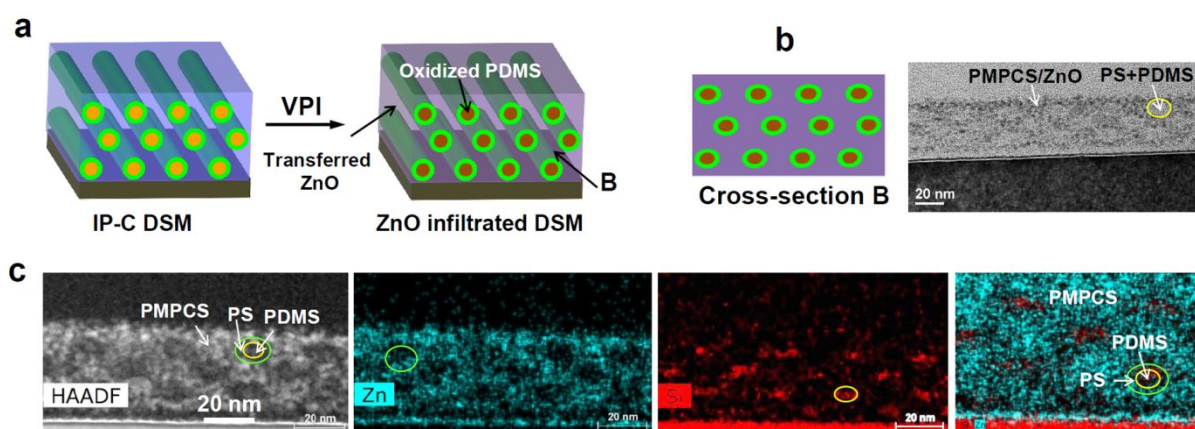 a
Oxidized PDMS
VPI
Transferred
ZnO
B
IP-C DSM
ZnO infiltrated DSM
b
Cross-section B
PMPCS/ZnO
PS+PDMS
20 nm
c
PMPCS
PS
PDMS
HAADF
20 nm
20 nm
Zn
20 nm
Si
20 nm
PMPCS
PDMS
PS